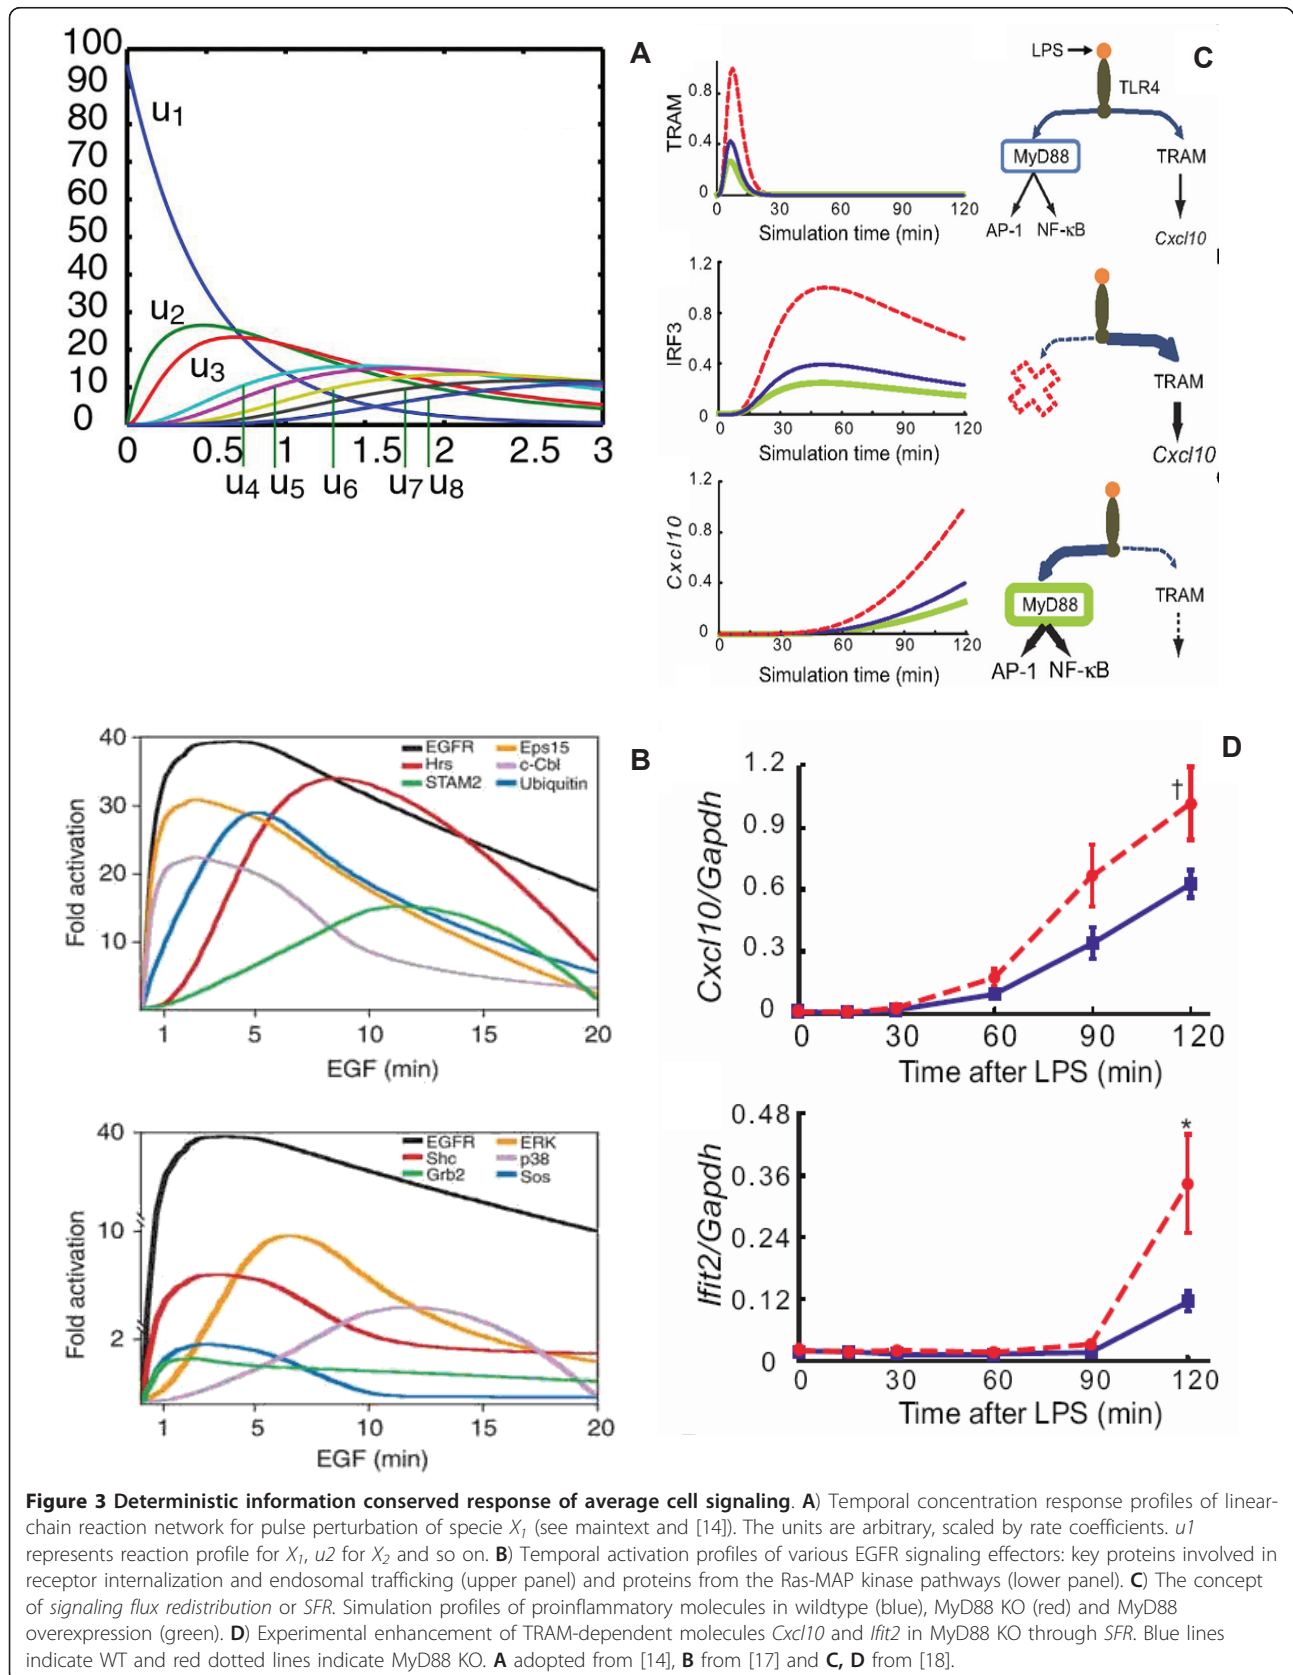 A
100
90
80
70
60
50
40
30
20
10
0
u1
u2
u3
0 0.5 1 1.5 2 2.5 3
u4 u5 u6 u7 u8
C
TRAM
0.8
0.4
0
0 30 60 90 120
Simulation time (min)
LPS
TLR4
MyD88
TRAM
AP-1 NF-κB
Cxcl10
IRF3
1.2
0.8
0.4
0
0 30 60 90 120
Simulation time (min)
TRAM
Cxcl10
Cxcl10
1.2
0.8
0.4
0
0 30 60 90 120
Simulation time (min)
MyD88
TRAM
AP-1 NF-κB
B
Fold activation
40
30
20
10
EGFR Eps15
Hrs c-Cbl
STAM2 Ubiquitin
1 5 10 15 20
EGF (min)
Fold activation
40
10
2
EGFR ERK
Shc p38
Grb2 Sos
1 5 10 15 20
EGF (min)
D
Cxcl10/Gapdh
1.2
0.9
0.6
0.3
0
†
0 30 60 90 120
Time after LPS (min)
Ifit2/Gapdh
0.48
0.36
0.24
0.12
0
*
0 30 60 90 120
Time after LPS (min)
Figure 3 Deterministic information conserved response of average cell signaling. A) Temporal concentration response profiles of linear-
chain reaction network for pulse perturbation of specie X1 (see maintext and [14]). The units are arbitrary, scaled by rate coefficients. u1
represents reaction profile for X1, u2 for X2 and so on. B) Temporal activation profiles of various EGFR signaling effectors: key proteins involved in
receptor internalization and endosomal trafficking (upper panel) and proteins from the Ras-MAP kinase pathways (lower panel). C) The concept
of signaling flux redistribution or SFR. Simulation profiles of proinflammatory molecules in wildtype (blue), MyD88 KO (red) and MyD88
overexpression (green). D) Experimental enhancement of TRAM-dependent molecules Cxcl10 and Ifit2 in MyD88 KO through SFR. Blue lines
indicate WT and red dotted lines indicate MyD88 KO. A adopted from [14], B from [17] and C, D from [18].